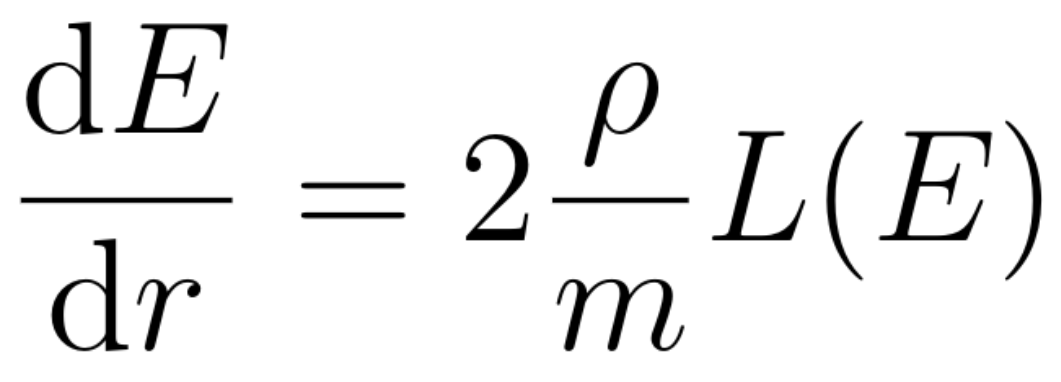 dE/dr = 2 ρ/m L(E)